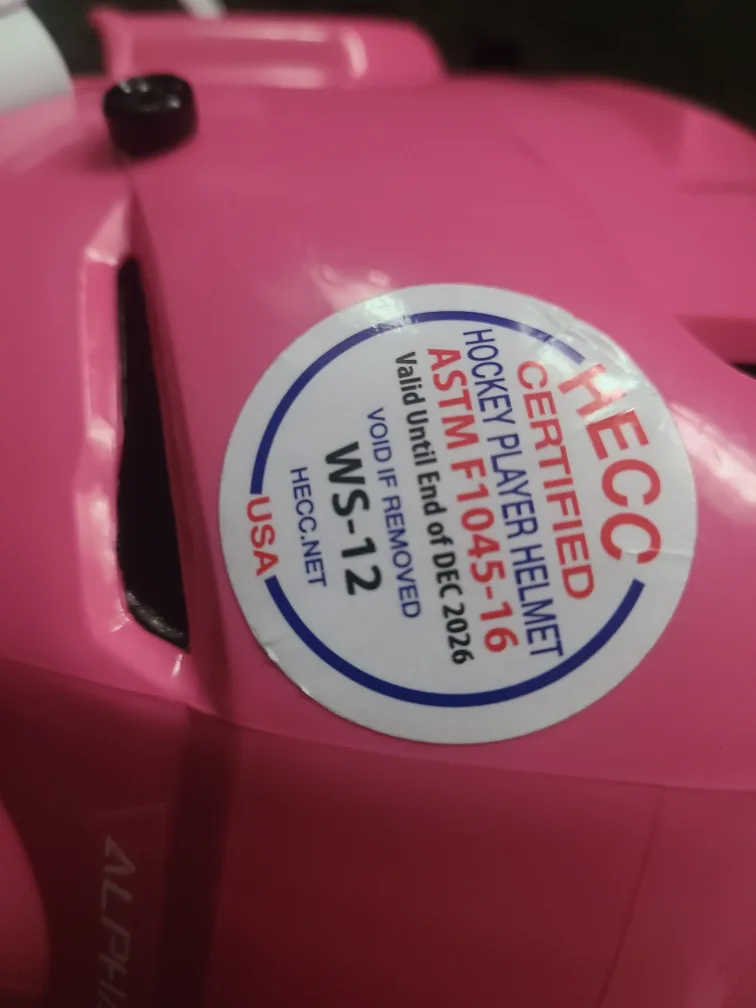 HECC
CERTIFIED
HOCKEY PLAYER HELMET
ASTM F1045-16
Valid Until End of DEC 2026
VOID IF REMOVED
WS-12
HECC.NET
USA
ALPHA